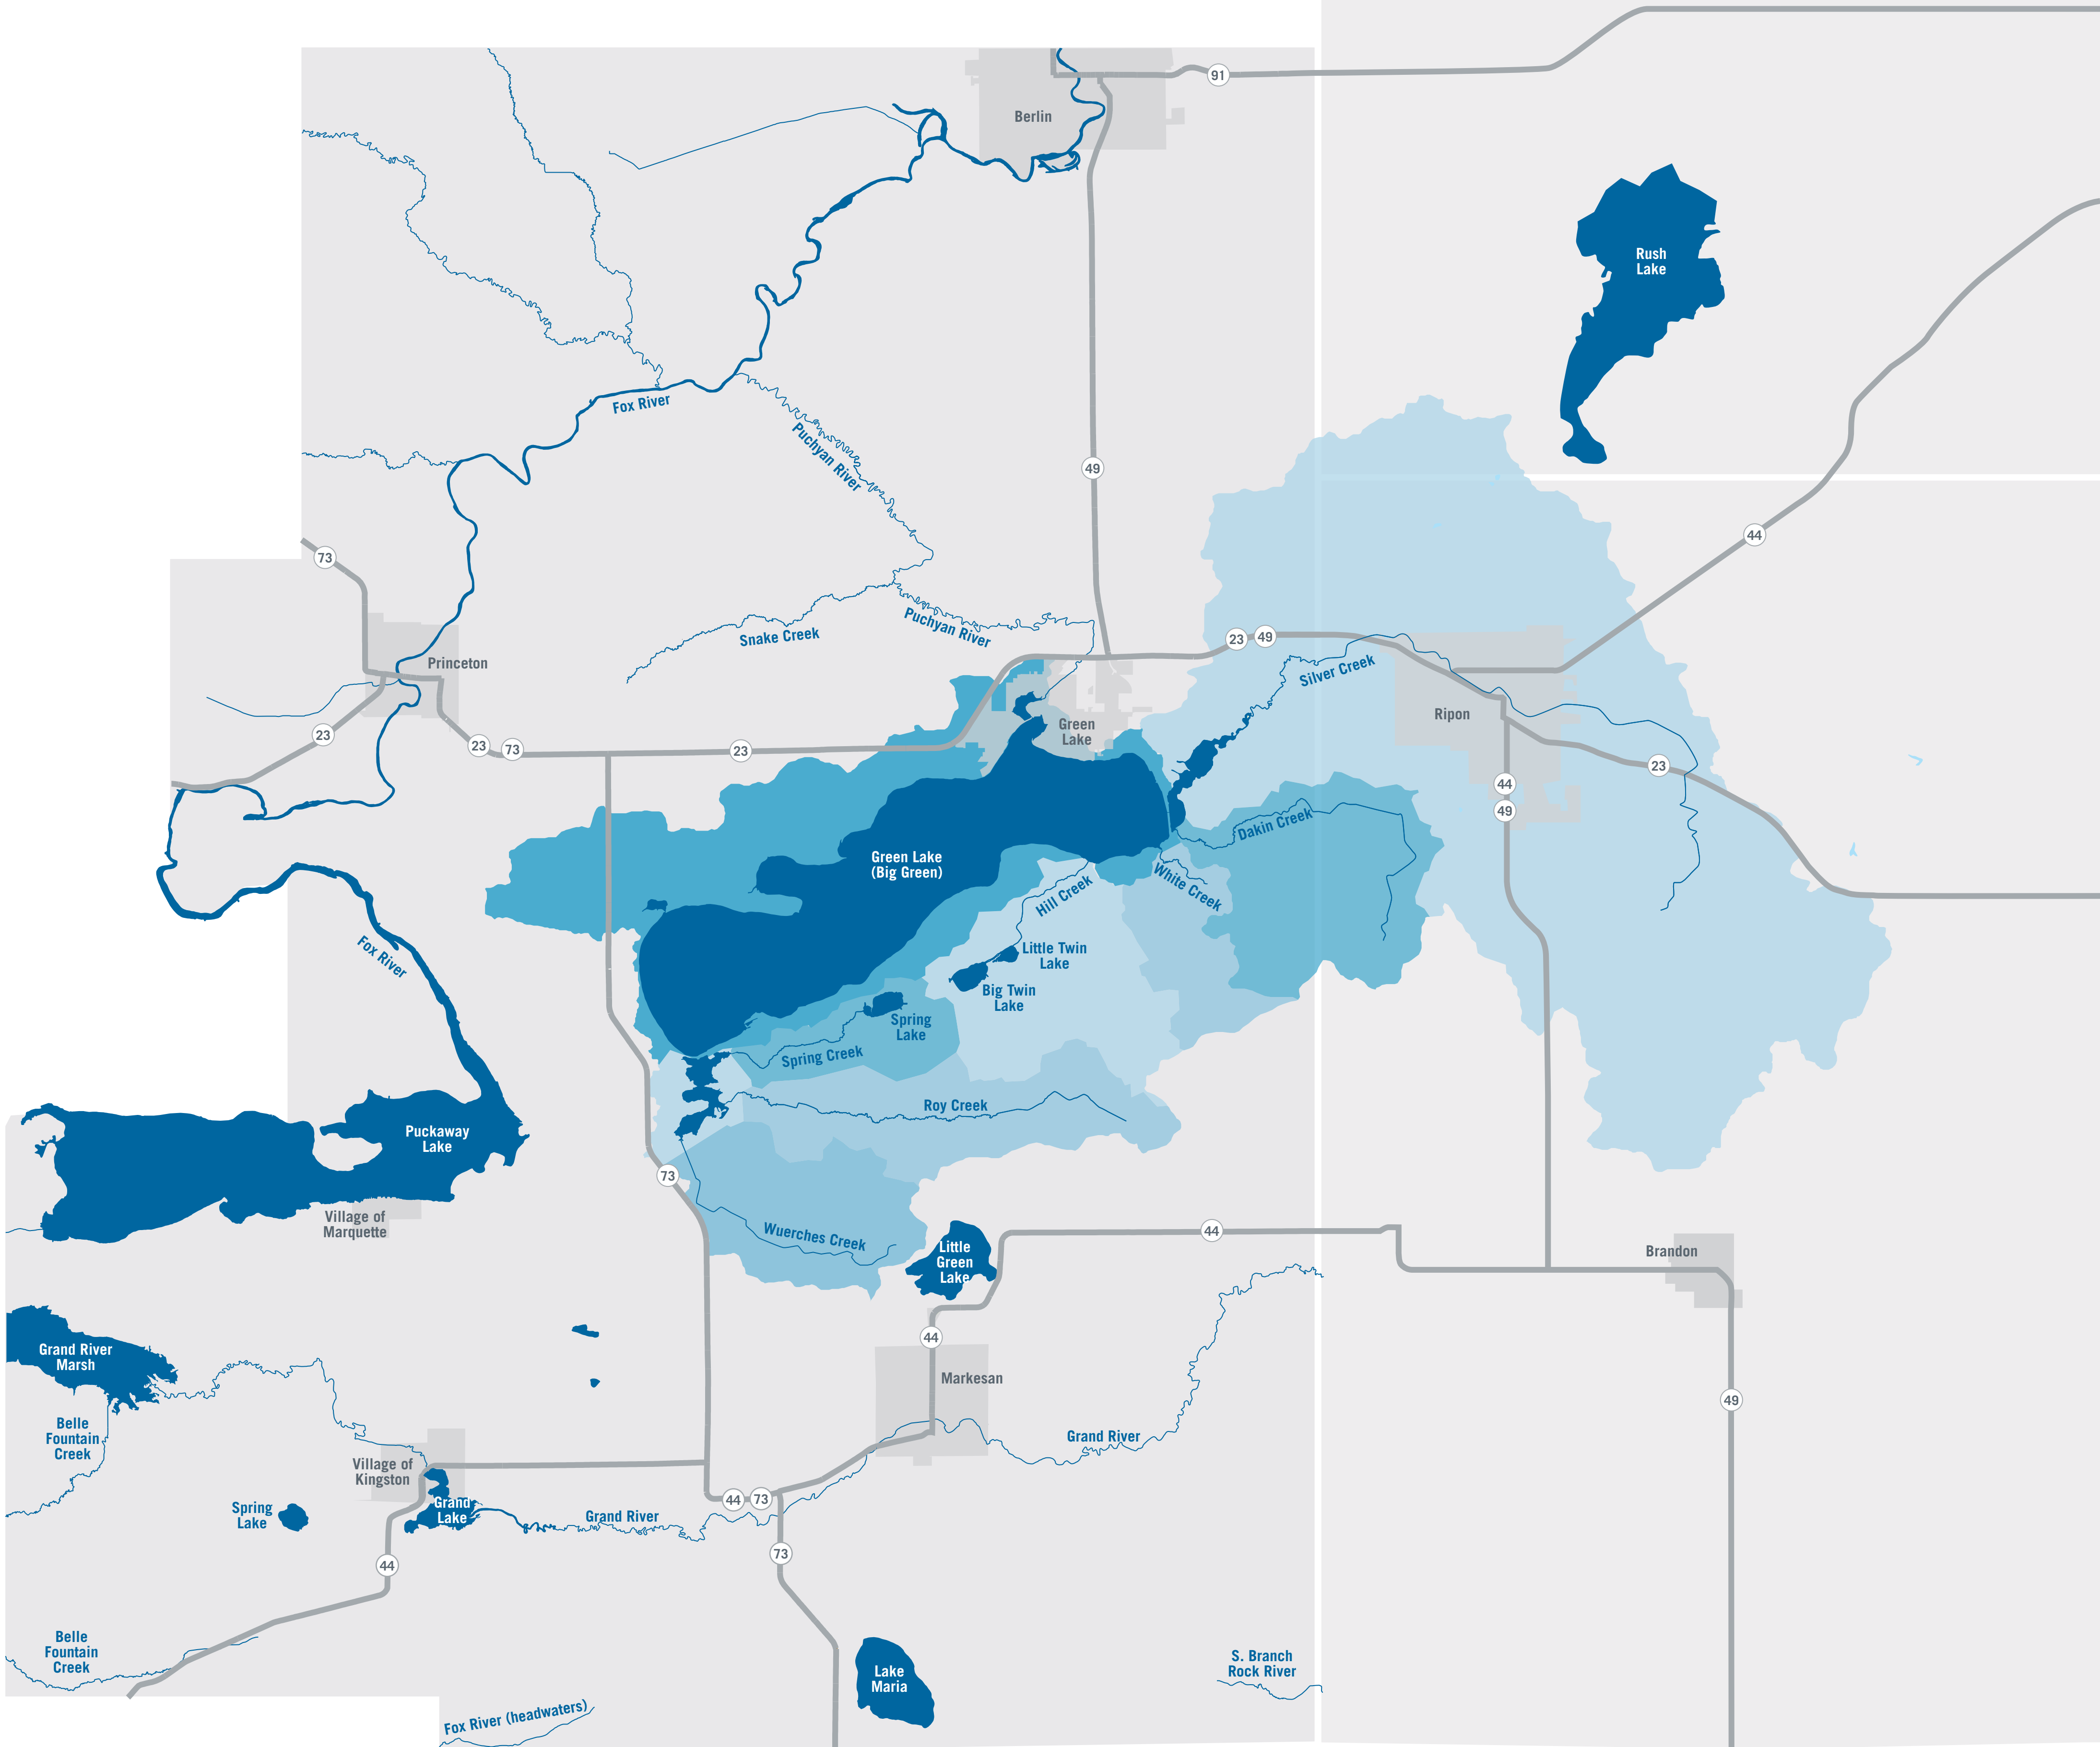 91
Berlin
Rush
Lake
Fox River
Puchyan River
49
44
73
Puchyan River
Snake Creek
23
49
Silver Creek
Princeton
Ripon
Green
Lake
23
23
73
23
23
44
49
Dakin Creek
Green Lake
(Big Green)
White Creek
Hill Creek
Fox River
Little Twin
Lake
Big Twin
Lake
Spring
Lake
Spring Creek
Roy Creek
Puckaway
Lake
73
Village of
Marquette
Wuerches Creek
44
Little
Green
Lake
Brandon
44
Grand River
Marsh
Markesan
49
Belle
Fountain
Creek
Grand River
Village of
Kingston
44
73
Spring
Lake
Grand
Lake
Grand River
73
44
Belle
Fountain
Creek
Lake
Maria
S. Branch
Rock River
Fox River (headwaters)